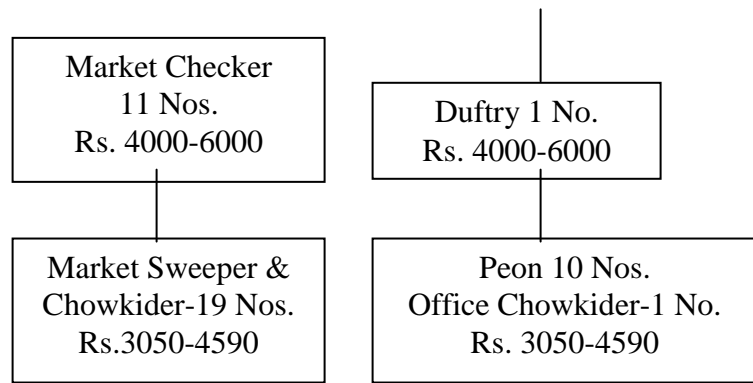 Market Checker
11 Nos.
Rs. 4000-6000
Duftry 1 No.
Rs. 4000-6000
Market Sweeper &
Chowkider-19 Nos.
Rs.3050-4590
Peon 10 Nos.
Office Chowkider-1 No.
Rs. 3050-4590